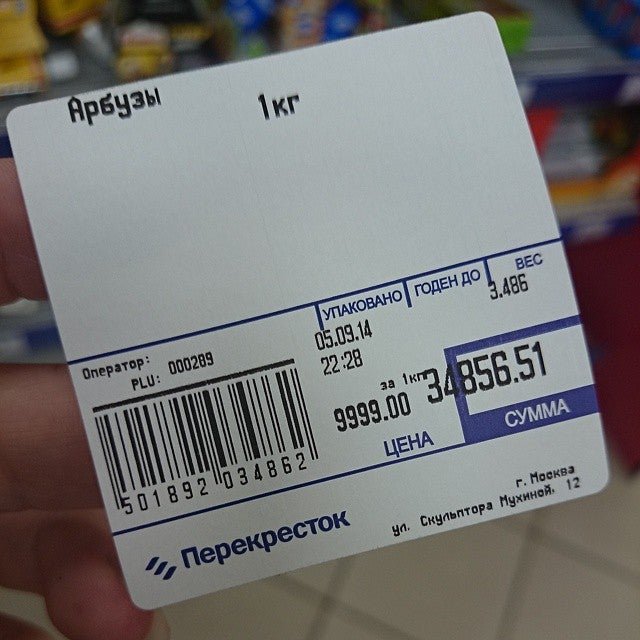 Арбузы 1кг
УПАКОВАНО ГОДЕН ДО ВЕС
05.09.14 3.486
22:28
Оператор:
PLU: 000289
за 1кг 34856.51
9999.00
ЦЕНА СУММА
501892 034862
Перекресток
г. Москва
ул. Скульптора Мухиной, 12